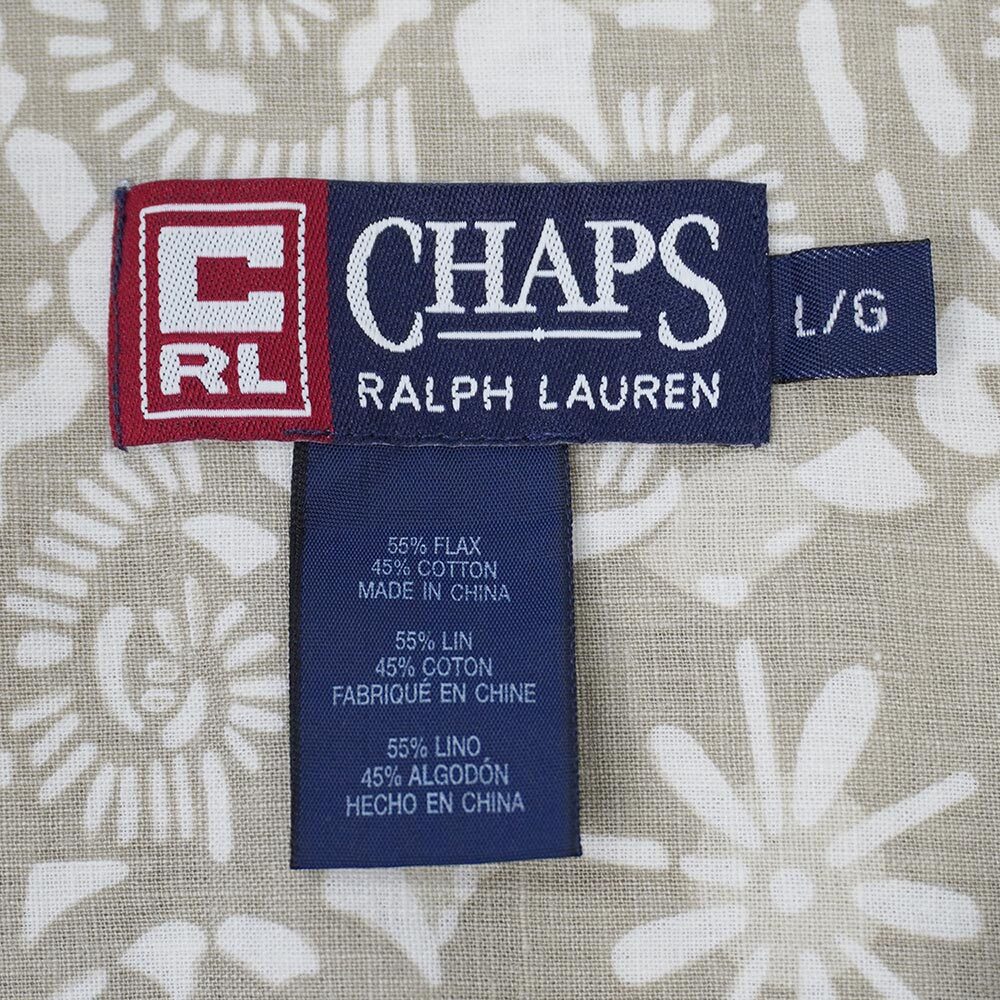 C
RL
CHAPS
RALPH LAUREN
L/G
55% FLAX
45% COTTON
MADE IN CHINA
55% LIN
45% COTON
FABRIQUÉ EN CHINE
55% LINO
45% ALGODÓN
HECHO EN CHINA